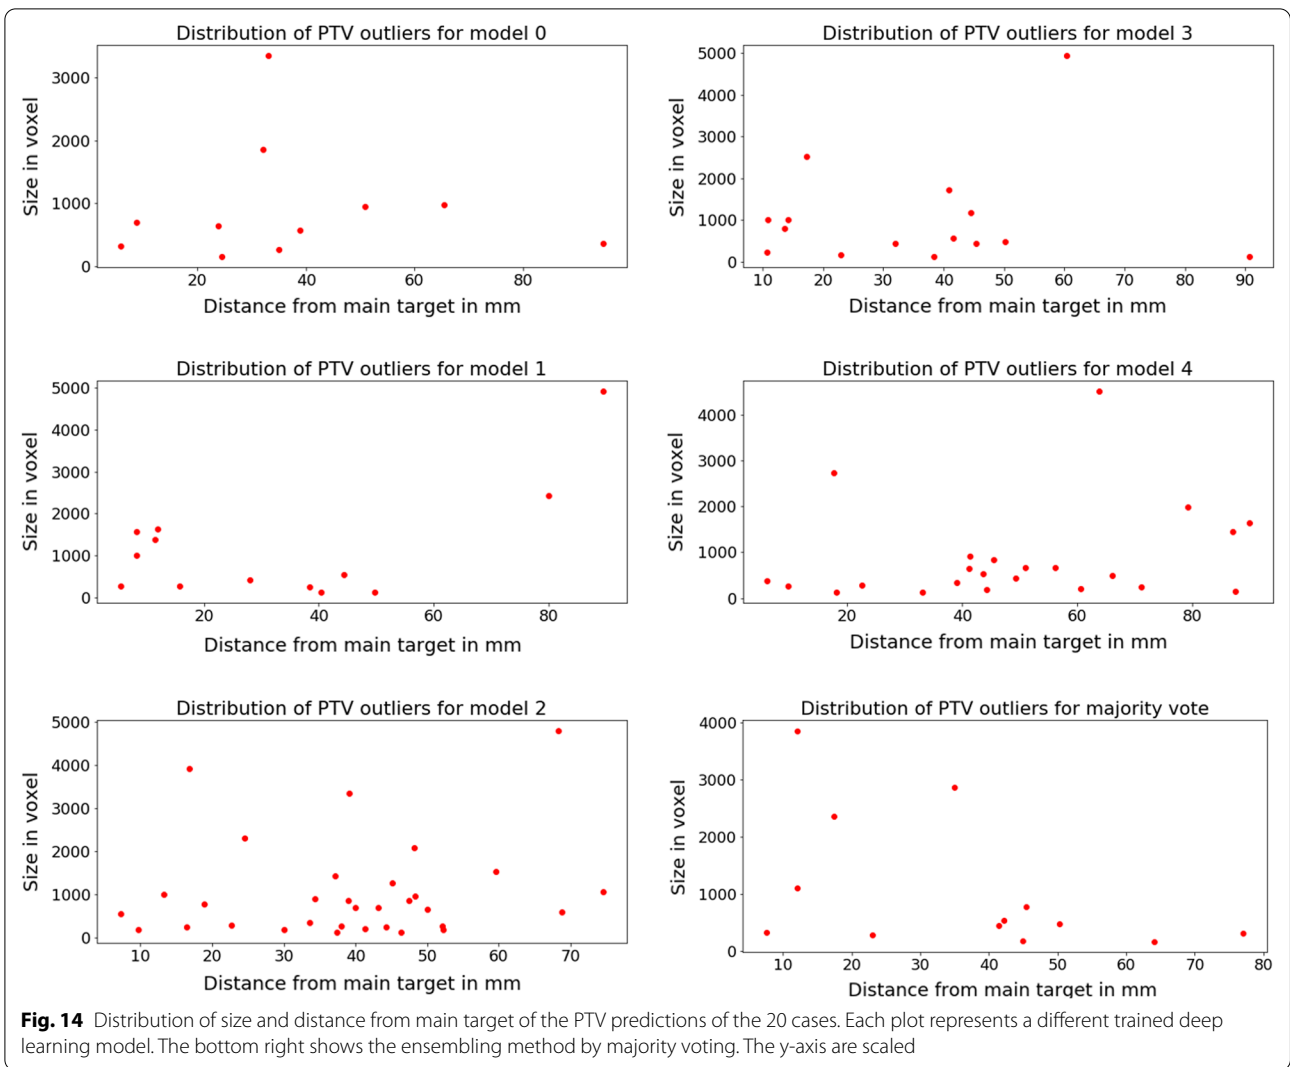 Distribution of PTV outliers for model 0
Size in voxel
3000
2000
1000
0
20 40 60 80
Distance from main target in mm
Distribution of PTV outliers for model 3
Size in voxel
5000
4000
3000
2000
1000
0
10 20 30 40 50 60 70 80 90
Distance from main target in mm
Distribution of PTV outliers for model 1
Size in voxel
5000
4000
3000
2000
1000
0
20 40 60 80
Distance from main target in mm
Distribution of PTV outliers for model 4
Size in voxel
4000
3000
2000
1000
0
20 40 60 80
Distance from main target in mm
Distribution of PTV outliers for model 2
Size in voxel
5000
4000
3000
2000
1000
0
10 20 30 40 50 60 70
Distance from main target in mm
Distribution of PTV outliers for majority vote
Size in voxel
4000
3000
2000
1000
0
10 20 30 40 50 60 70 80
Distance from main target in mm
Fig. 14 Distribution of size and distance from main target of the PTV predictions of the 20 cases. Each plot represents a different trained deep
learning model. The bottom right shows the ensembling method by majority voting. The y-axis are scaled